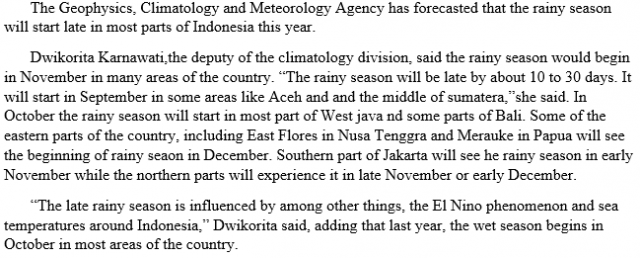 The Geophysics, Climatology and Meteorology Agency has forecasted that the rainy season
will start late in most parts of Indonesia this year.
Dwikorita Karnawati,the deputy of the climatology division, said the rainy season would begin
in November in many areas of the country. “The rainy season will be late by about 10 to 30 days. It
will start in September in some areas like Aceh and and the middle of sumatera,”she said. In
October the rainy season will start in most part of West java nd some parts of Bali. Some of the
eastern parts of the country, including East Flores in Nusa Tenggra and Merauke in Papua will see
the beginning of rainy seaon in December. Southern part of Jakarta will see he rainy season in early
November while the northern parts will experience it in late November or early December.
“The late rainy season is influenced by among other things, the El Nino phenomenon and sea
temperatures around Indonesia,” Dwikorita said, adding that last year, the wet season begins in
October in most areas of the country.